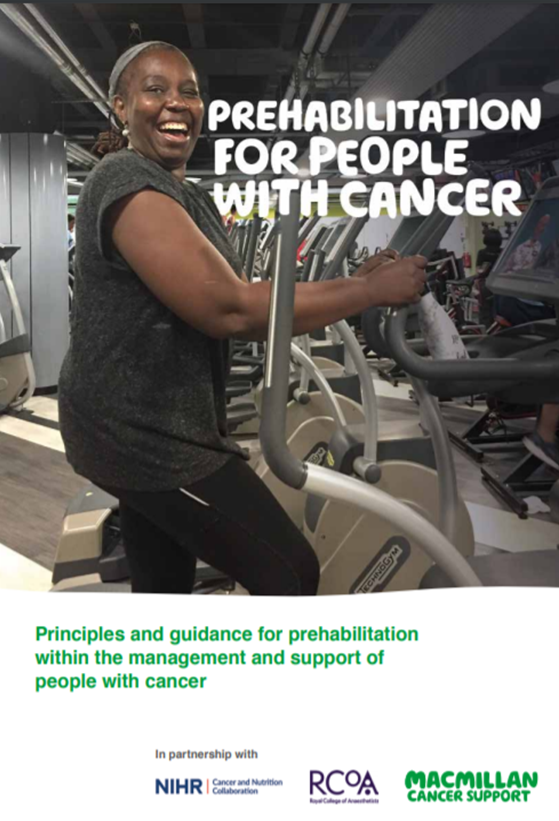 PREHABILITATION
FOR PEOPLE
WITH CANCER
TECHNOGYM
Principles and guidance for prehabilitation
within the management and support of
people with cancer
In partnership with
NIHR | Cancer and Nutrition
Collaboration
RCOA
Royal College of Anaesthetists
MACMILLAN
CANCER SUPPORT